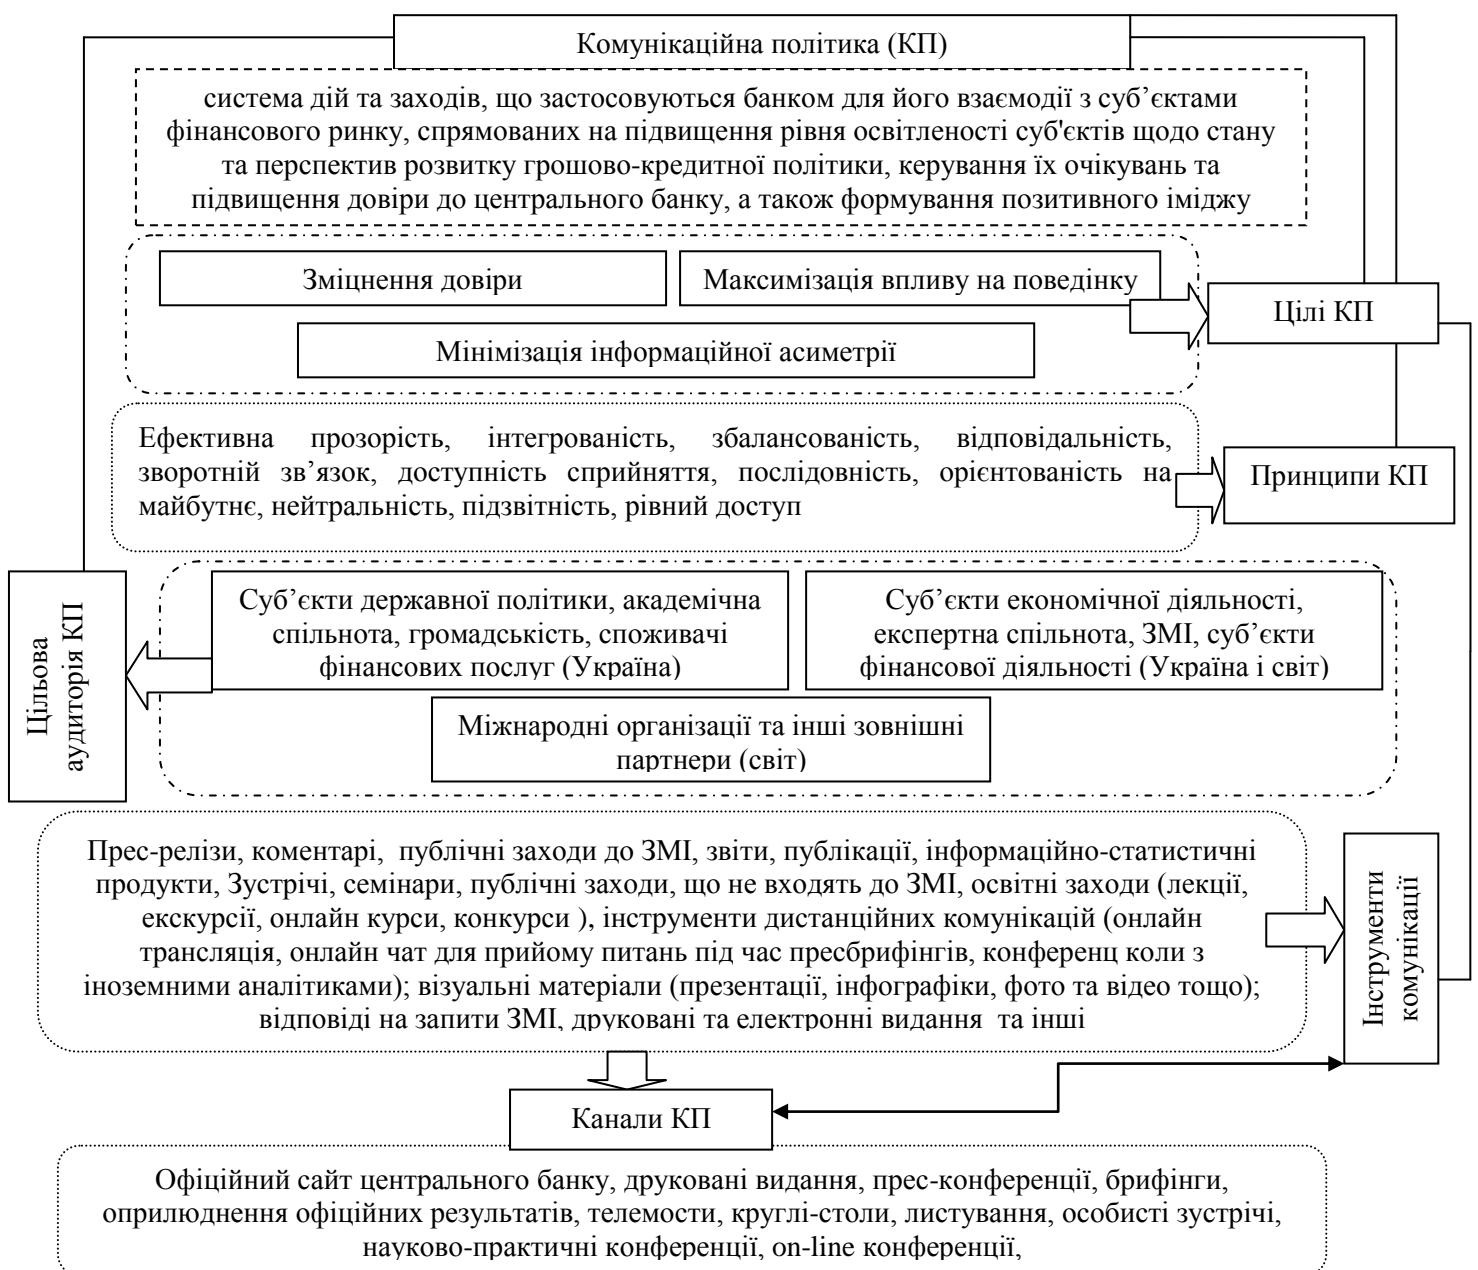 Комунікаційна політика (КП)
система дій та заходів, що застосовуються банком для його взаємодії з суб’єктами
фінансового ринку, спрямованих на підвищення рівня освітленості суб'єктів щодо стану
та перспектив розвитку грошово-кредитної політики, керування їх очікувань та
підвищення довіри до центрального банку, а також формування позитивного іміджу
Зміцнення довіри
Максимізація впливу на поведінку
Мінімізація інформаційної асиметрії
Цілі КП
Ефективна прозорість, інтегрованість, збалансованість, відповідальність,
зворотній зв’язок, доступність сприйняття, послідовність, орієнтованість на
майбутнє, нейтральність, підзвітність, рівний доступ
Принципи КП
Цільова
аудиторія КП
Суб’єкти державної політики, академічна
спільнота, громадськість, споживачі
фінансових послуг (Україна)
Суб’єкти економічної діяльності,
експертна спільнота, ЗМІ, суб’єкти
фінансової діяльності (Україна і світ)
Міжнародні організації та інші зовнішні
партнери (світ)
Прес-релізи, коментарі, публічні заходи до ЗМІ, звіти, публікації, інформаційно-статистичні
продукти, Зустрічі, семінари, публічні заходи, що не входять до ЗМІ, освітні заходи (лекції,
екскурсії, онлайн курси, конкурси ), інструменти дистанційних комунікацій (онлайн
трансляція, онлайн чат для прийому питань під час пресбрифінгів, конференц коли з
іноземними аналітиками); візуальні матеріали (презентації, інфографіки, фото та відео тощо);
відповіді на запити ЗМІ, друковані та електронні видання та інші
Інструменти
комунікації
Канали КП
Офіційний сайт центрального банку, друковані видання, прес-конференції, брифінги,
оприлюднення офіційних результатів, телемости, круглі-столи, листування, особисті зустрічі,
науково-практичні конференції, on-line конференції,